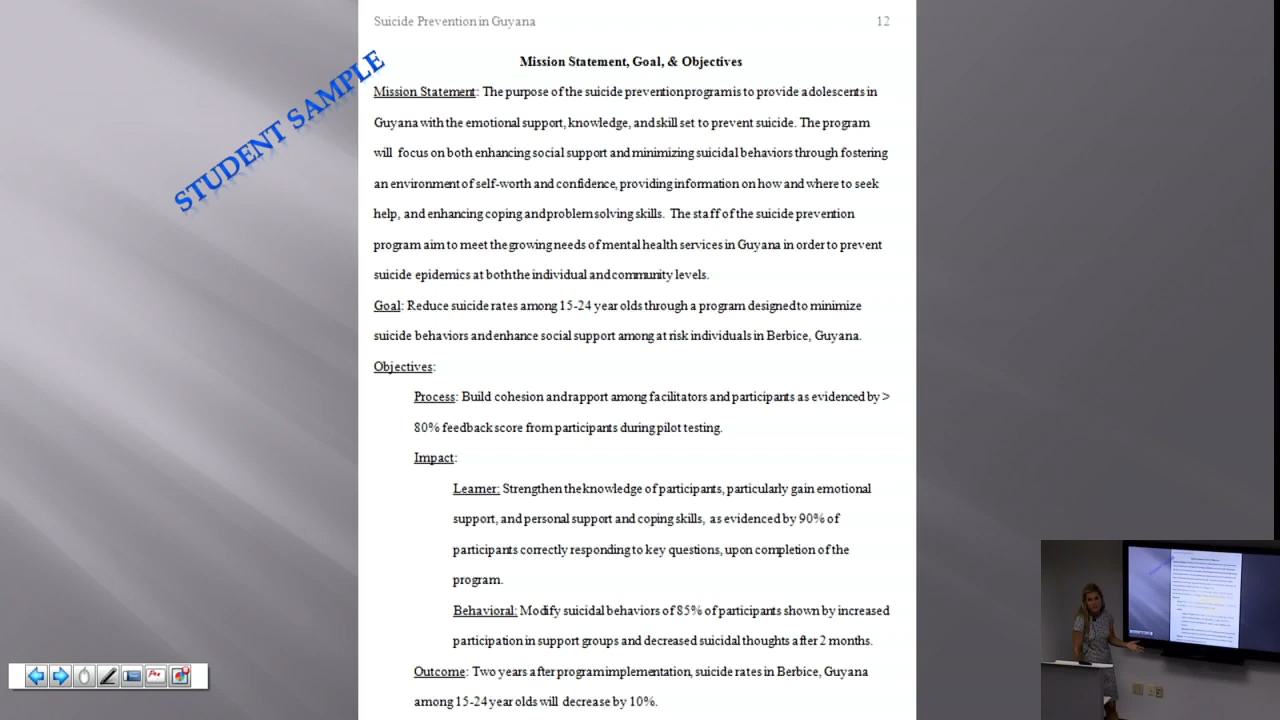 Suicide Prevention in Guyana 12
STUDENT SAMPLE
Mission Statement, Goal, & Objectives
Mission Statement: The purpose of the suicide prevention program is to provide adolescents in
Guyana with the emotional support, knowledge, and skill set to prevent suicide. The program
will focus on both enhancing social support and minimizing suicidal behaviors through fostering
an environment of self-worth and confidence, providing information on how and where to seek
help, and enhancing coping and problem solving skills. The staff of the suicide prevention
program aim to meet the growing needs of mental health services in Guyana in order to prevent
suicide epidemics at both the individual and community levels.
Goal: Reduce suicide rates among 15-24 year olds through a program designed to minimize
suicide behaviors and enhance social support among at risk individuals in Berbice, Guyana.
Objectives:
Process: Build cohesion and rapport among facilitators and participants as evidenced by >
80% feedback score from participants during pilot testing.
Impact:
Learner: Strengthen the knowledge of participants, particularly gain emotional
support, and personal support and coping skills, as evidenced by 90% of
participants correctly responding to key questions, upon completion of the
program.
Behavioral: Modify suicidal behaviors of 85% of participants shown by increased
participation in support groups and decreased suicidal thoughts after 2 months.
Outcome: Two years after program implementation, suicide rates in Berbice, Guyana
among 15-24 year olds will decrease by 10%.